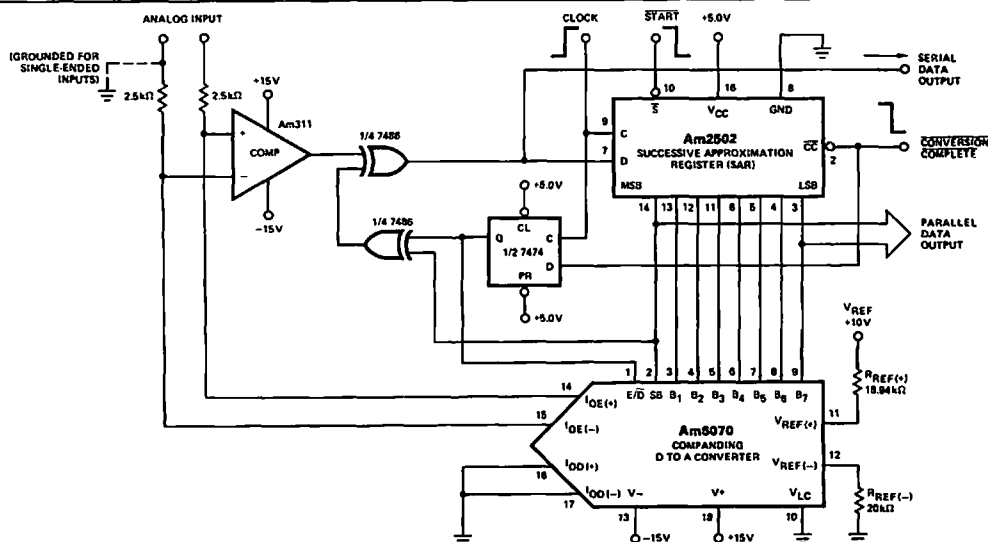 ANALOG INPUT
(GROUNDED FOR
SINGLE-ENDED
INPUTS)
2.5kΩ
2.5kΩ
+15V
Am311
+
COMP
−
−15V
1/4 7486
1/4 7486
+5.0V
CL
Q
C
1/2 7474
D
PR
+5.0V
CLOCK
START
+5.0V
10
16
8
S
VCC
GND
9
C
7
D
Am2502
SUCCESSIVE APPROXIMATION
REGISTER (SAR)
CC
2
MSB
LSB
14
13
12
11
6
5
4
3
SERIAL
DATA
OUTPUT
CONVERSION
COMPLETE
PARALLEL
DATA
OUTPUT
VREF
+10V
RREF(+)
18.94kΩ
1
2
3
4
5
6
7
8
9
E/D
SB
B1
B2
B3
B4
B5
B6
B7
14
IOE(+)
15
IOE(−)
16
IOD(+)
17
IOD(−)
Am6070
COMPANDING
D TO A CONVERTER
VREF(+)
11
VREF(−)
12
RREF(−)
20kΩ
V−
V+
VLC
13
18
10
−15V
+15V